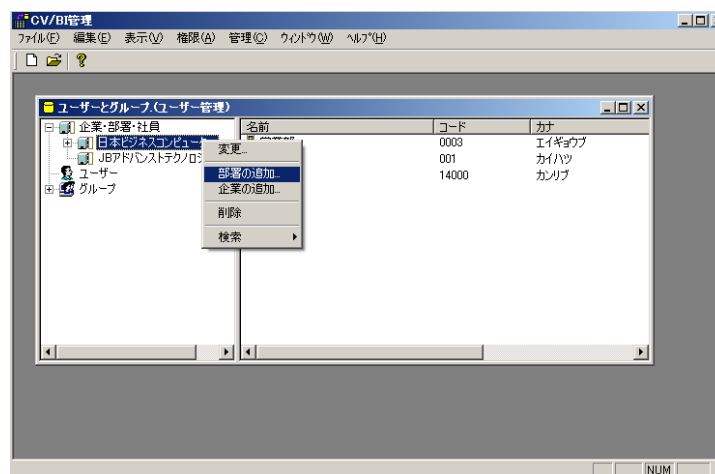 CV/BI管理
ファイル(F) 編集(E) 表示(V) 権限(A) 管理(C) ウィンドウ(W) ヘルプ(H)
ユーザーとグループ.(ユーザー管理)
企業・部署・社員
日本ビジネスコンピュー
JBアドバンストテクノロジ
ユーザー
グループ
名前 コード カナ
0003 エイギョウブ
001 カイハツ
14000 カンリブ
変更...
部署の追加...
企業の追加...
削除
検索
NUM